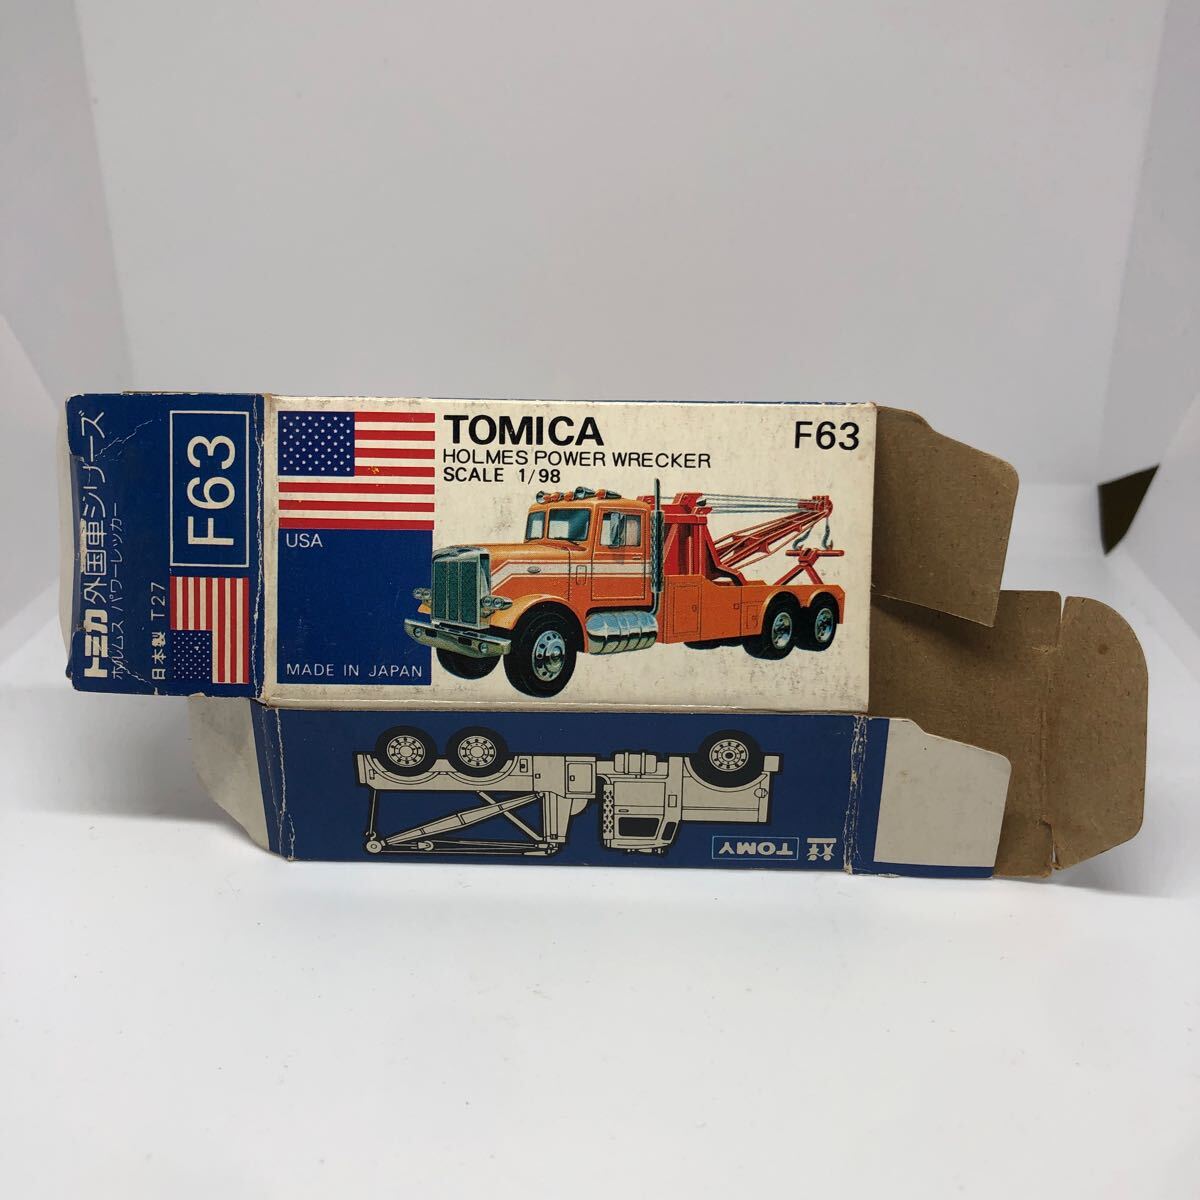 トミカ外国車シリーズ
ホルムス パワーレッカー
日本製 T27
F63
TOMICA
HOLMES POWER WRECKER
SCALE 1/98
F63
USA
MADE IN JAPAN
TOMY